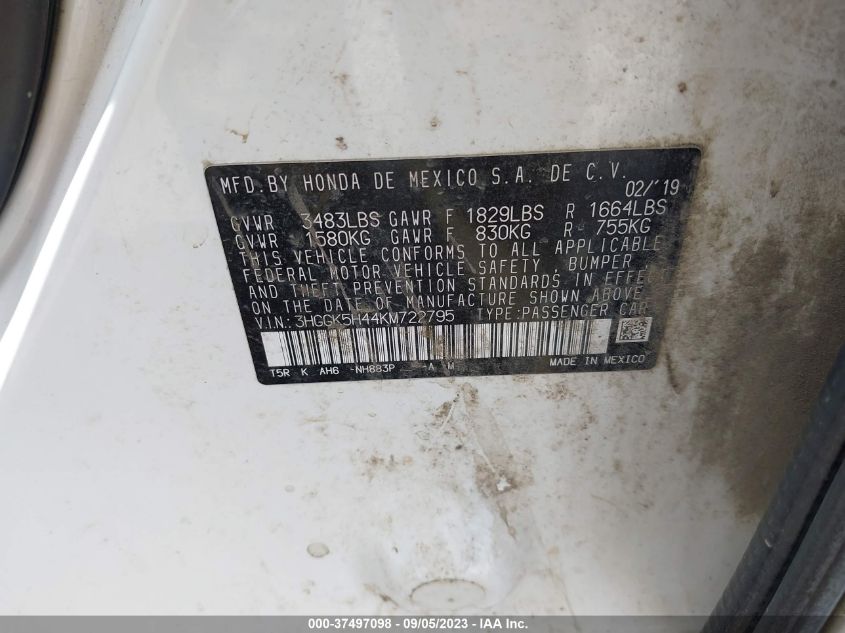 MFD.BY HONDA DE MEXICO S.A. DE C.V.
02/'19
GVWR 3483LBS GAWR F 1829LBS R 1664LBS
GVWR 1580KG GAWR F 830KG R 755KG
THIS VEHICLE CONFORMS TO ALL APPLICABLE
FEDERAL MOTOR VEHICLE SAFETY, BUMPER,
AND THEFT PREVENTION STANDARDS IN EFFECT
ON THE DATE OF MANUFACTURE SHOWN ABOVE.
V.I.N.: 3HGGK5H44KM722795 TYPE:PASSENGER CAR
T5R K AH6 -NH883P -A M MADE IN MEXICO
000-37497098 - 09/05/2023 - IAA Inc.